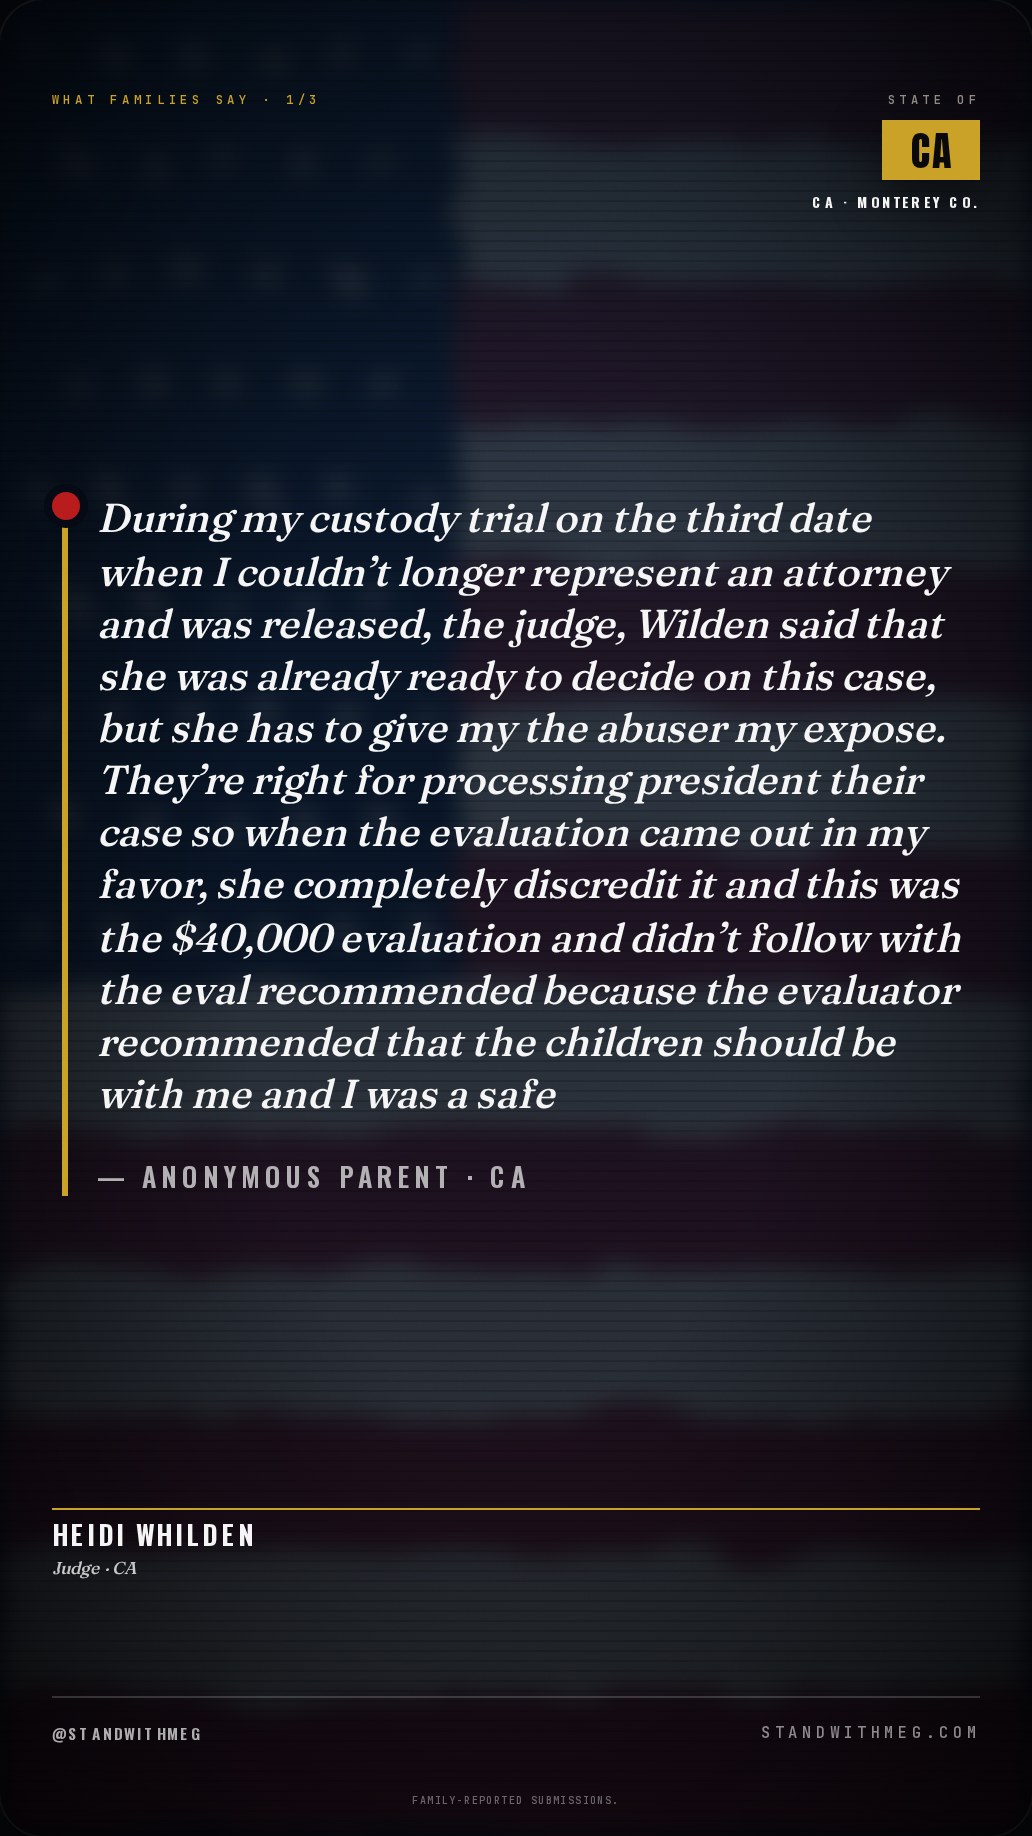 WHAT FAMILIES SAY · 1/3
STATE OF
CA
CA · MONTEREY CO.
During my custody trial on the third date
when I couldn’t longer represent an attorney
and was released, the judge, Wilden said that
she was already ready to decide on this case,
but she has to give my the abuser my expose.
They’re right for processing president their
case so when the evaluation came out in my
favor, she completely discredit it and this was
the $40,000 evaluation and didn’t follow with
the eval recommended because the evaluator
recommended that the children should be
with me and I was a safe
— ANONYMOUS PARENT · CA
HEIDI WHILDEN
Judge · CA
@STANDWITHMEG
STANDWITHMEG.COM
FAMILY-REPORTED SUBMISSIONS.